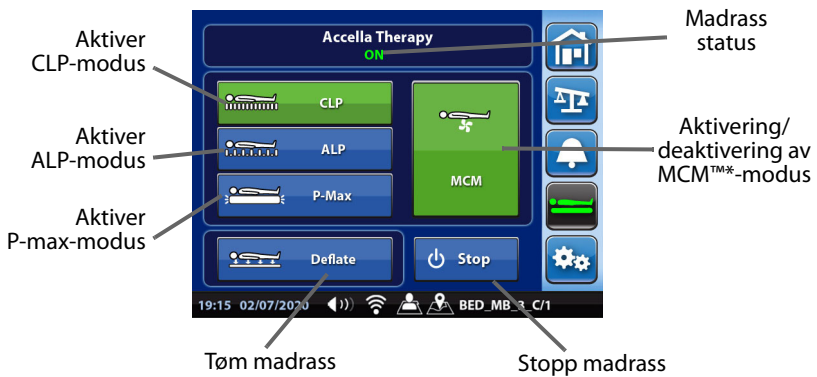 Aktiver
CLP-modus
Aktiver
ALP-modus
Aktiver
P-max-modus
Accella Therapy
ON
CLP
ALP
P-Max
MCM
Deflate
Stop
19:15 02/07/2020
BED_MB_3_C/1
Madrass
status
Aktivering/
deaktivering av
MCM™*-modus
Tøm madrass
Stopp madrass